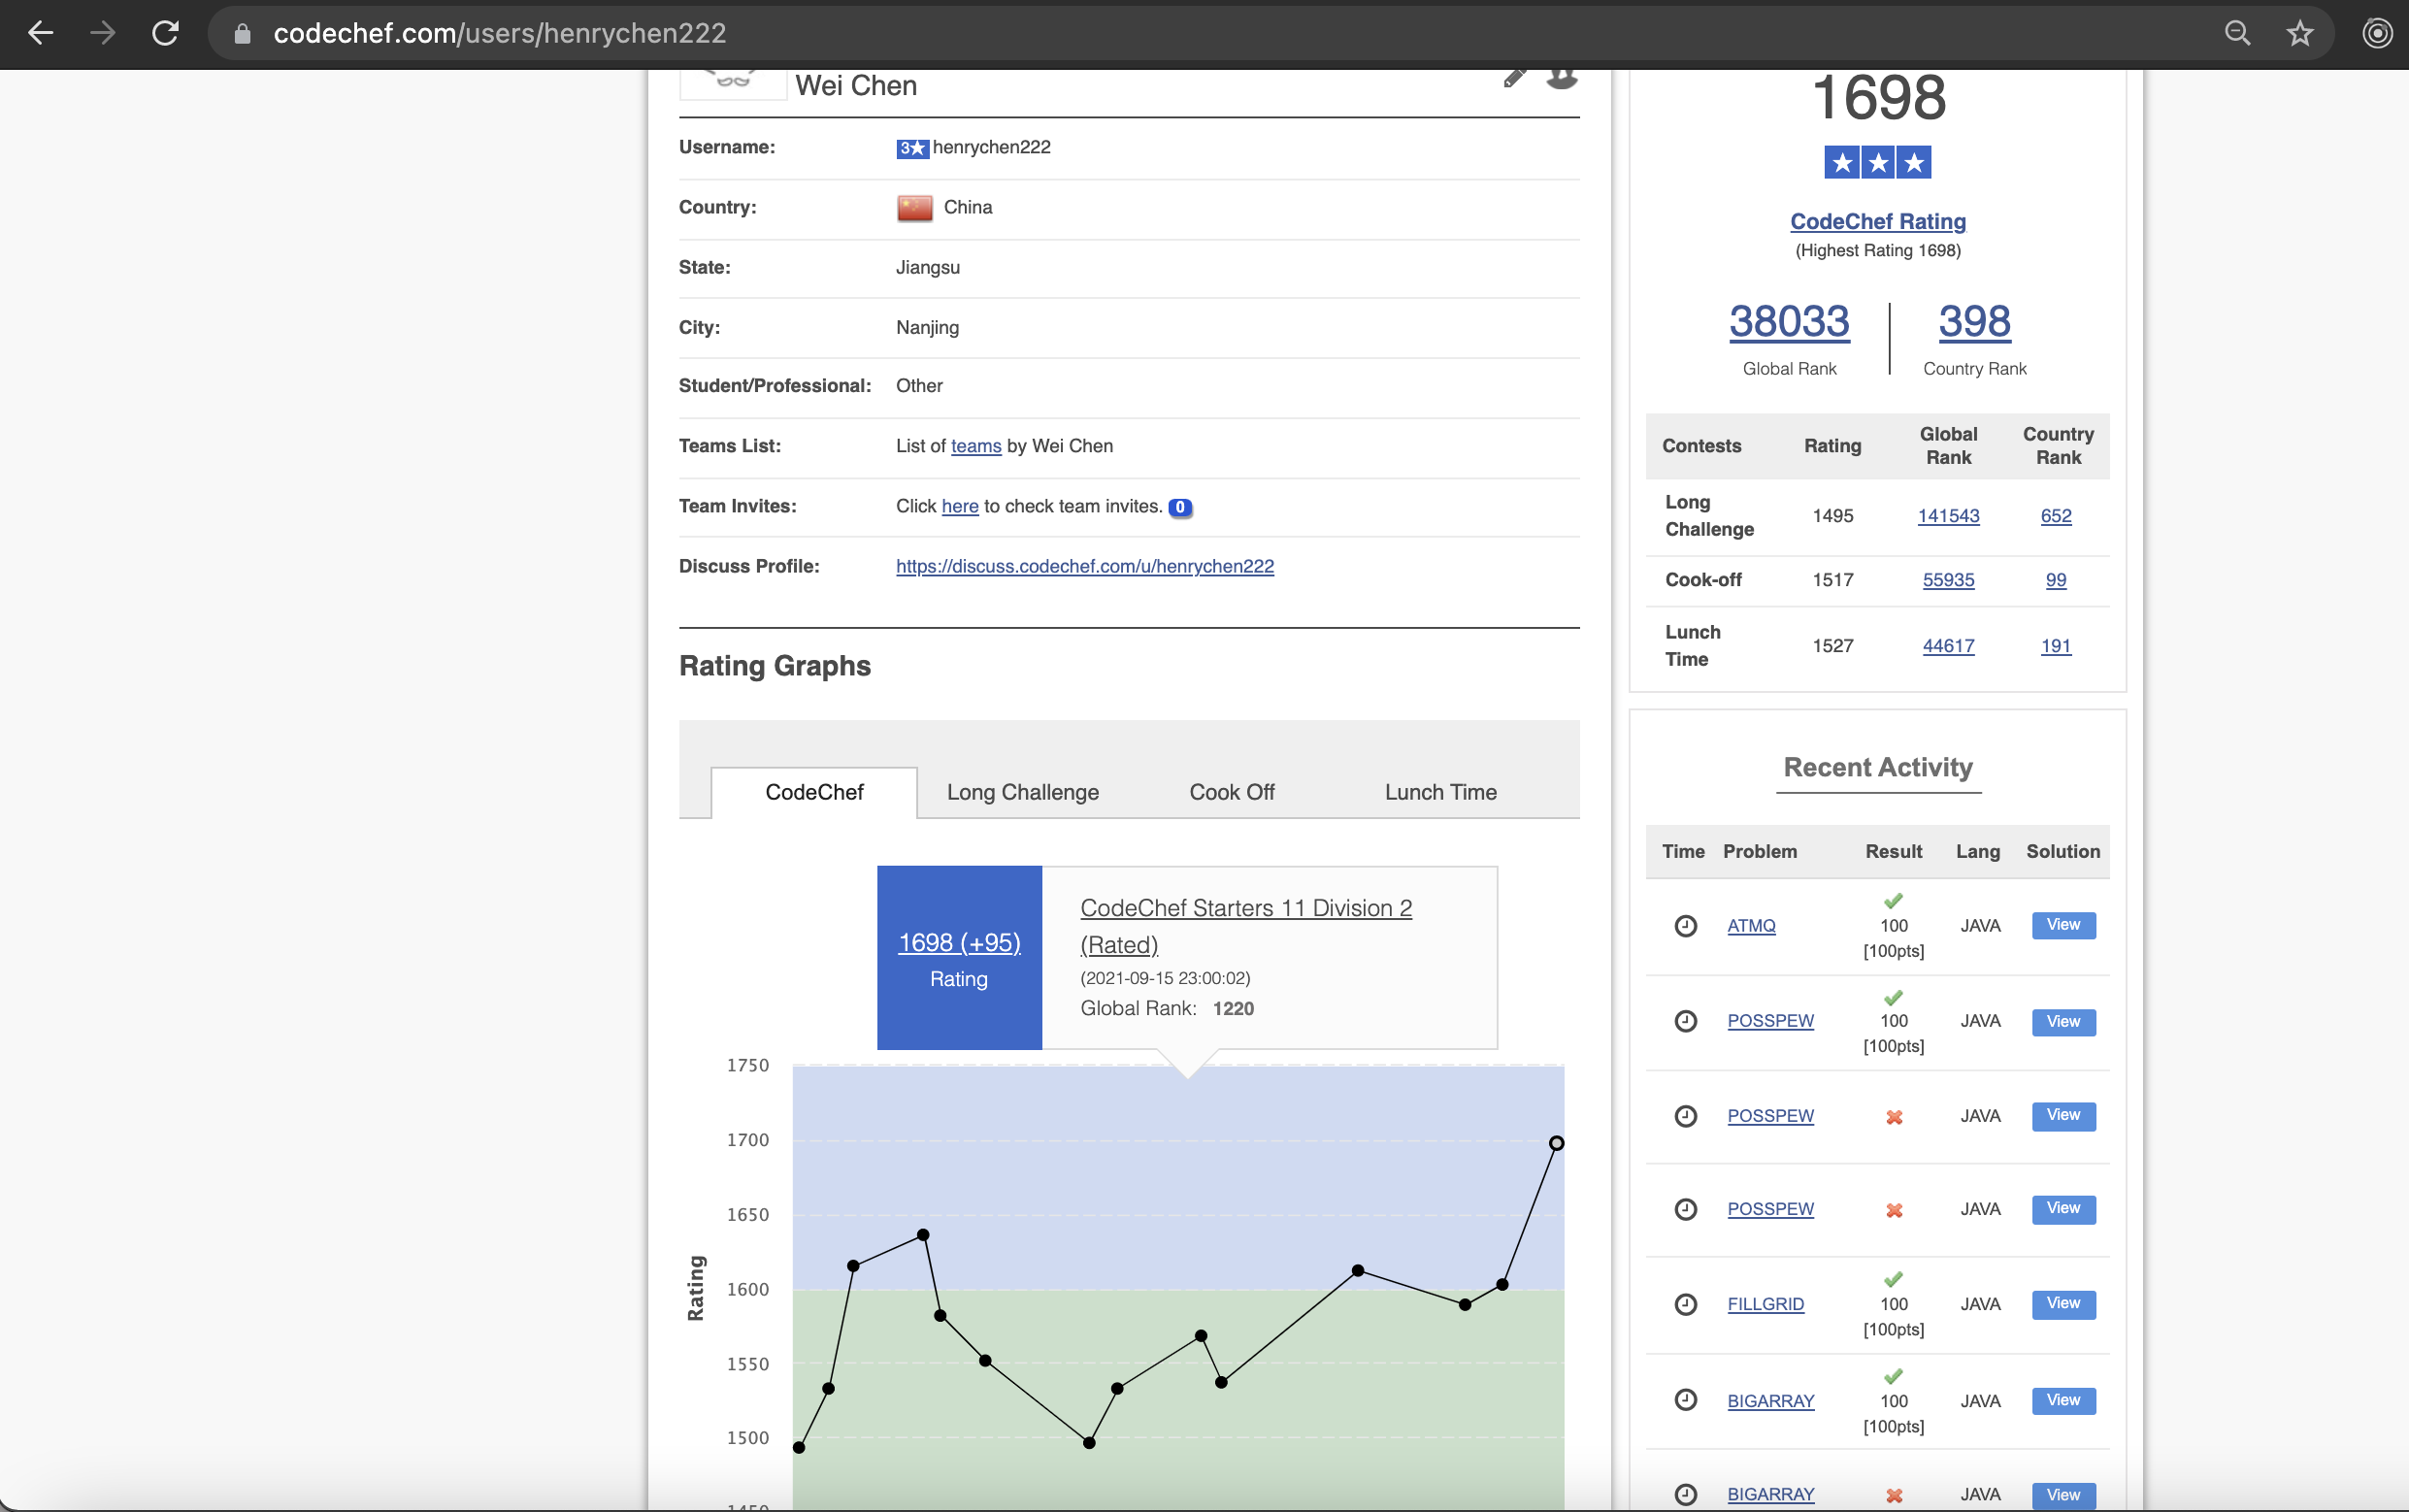 codechef.com/users/henrychen222
Wei Chen
Username: 3★ henrychen222
Country: China
State: Jiangsu
City: Nanjing
Student/Professional: Other
Teams List: List of teams by Wei Chen
Team Invites: Click here to check team invites. 0
Discuss Profile: https://discuss.codechef.com/u/henrychen222
Rating Graphs
CodeChef Long Challenge Cook Off Lunch Time
1698 (+95)
Rating
CodeChef Starters 11 Division 2
(Rated)
(2021-09-15 23:00:02)
Global Rank: 1220
1750
1700
1650
1600
1550
1500
1450
Rating
1698
★★★
CodeChef Rating
(Highest Rating 1698)
38033 398
Global Rank Country Rank
Contests Rating Global Rank Country Rank
Long Challenge 1495 141543 652
Cook-off 1517 55935 99
Lunch Time 1527 44617 191
Recent Activity
Time Problem Result Lang Solution
ATMQ 100 [100pts] JAVA View
POSSPEW 100 [100pts] JAVA View
POSSPEW JAVA View
POSSPEW JAVA View
FILLGRID 100 [100pts] JAVA View
BIGARRAY 100 [100pts] JAVA View
BIGARRAY JAVA View